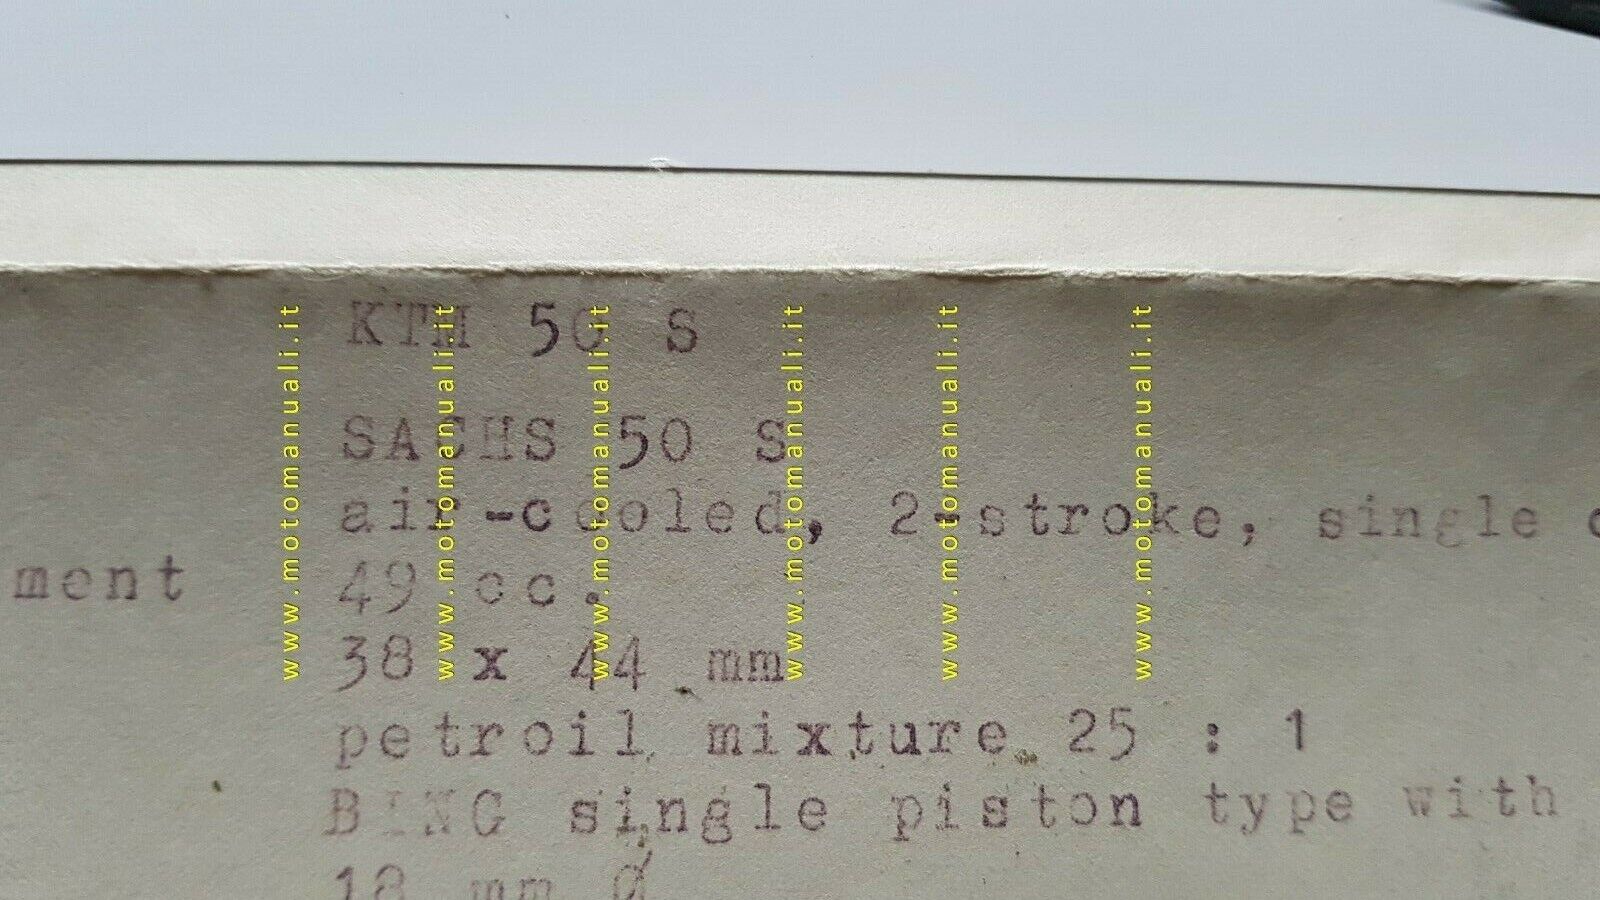 KTM 50 S
SACHS 50 S
air-cooled, 2-stroke, single c
ment 49 cc.
38 x 44 mm
petroil mixture 25 : 1
BING single piston type with
18 mm Ø
www.motomanuali.it
www.motomanuali.it
www.motomanuali.it
www.motomanuali.it
www.motomanuali.it
www.motomanuali.it